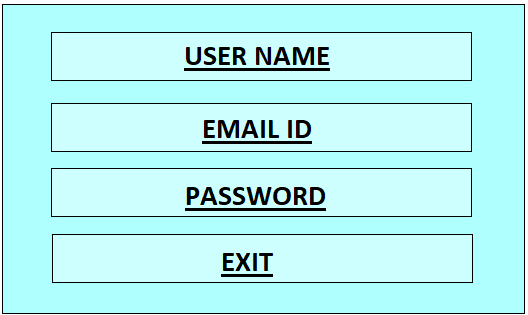 USER NAME
EMAIL ID
PASSWORD
EXIT